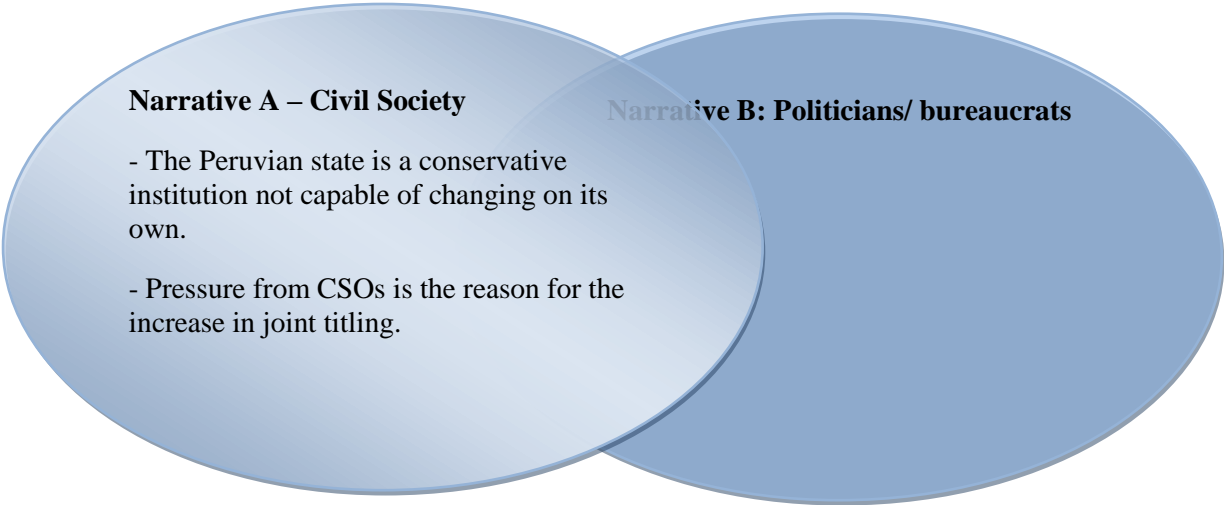 Narrative A – Civil Society
Narrative B: Politicians/ bureaucrats
- The Peruvian state is a conservative
institution not capable of changing on its
own.
- Pressure from CSOs is the reason for the
increase in joint titling.